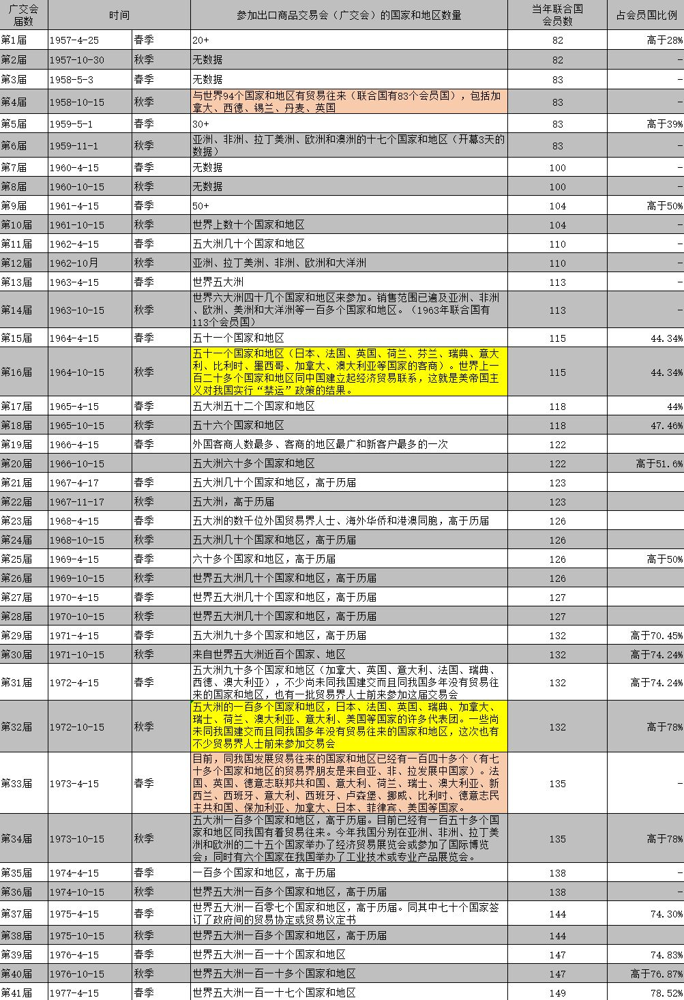 广交会届数 时间 参加出口商品交易会（广交会）的国家和地区数量 当年联合国会员数 占会员国比例
第1届 1957-4-25 春季 20+ 82 高于28%
第2届 1957-10-30 秋季 无数据 82 -
第3届 1958-5-3 春季 无数据 83 -
第4届 1958-10-15 秋季 与世界94个国家和地区有贸易往来（联合国有83个会员国），包括加
拿大、西德、锡兰、丹麦、英国 83 -
第5届 1959-5-1 春季 30+ 83 高于39%
第6届 1959-11-1 秋季 亚洲、非洲、拉丁美洲、欧洲和澳洲的十七个国家和地区（开幕3天的
数据） 83 -
第7届 1960-4-15 春季 无数据 100 -
第8届 1960-10-15 秋季 无数据 100 -
第9届 1961-4-15 春季 50+ 104 高于50%
第10届 1961-10-15 秋季 世界上数十个国家和地区 104 -
第11届 1962-4-15 春季 五大洲几十个国家和地区 110 -
第12届 1962-10月 秋季 亚洲、拉丁美洲、非洲、欧洲和大洋洲 110 -
第13届 1963-4-15 春季 世界五大洲 113 -
第14届 1963-10-15 秋季 世界六大洲四十几个国家和地区来参加。销售范围已遍及亚洲、非洲
、欧洲、美洲和大洋洲等一百多个国家和地区。（1963年联合国有
113个会员国） 113 -
第15届 1964-4-15 春季 五十一个国家和地区 115 44.34%
第16届 1964-10-15 秋季 五十一个国家和地区（日本、法国、英国、荷兰、芬兰、瑞典、意大
利、比利时、墨西哥、加拿大、澳大利亚等国家的客商）。世界上一
百二十多个国家和地区同中国建立起经济贸易联系，这就是美帝国主
义对我国实行“禁运”政策的结果。 115 44.34%
第17届 1965-4-15 春季 五大洲五十二个国家和地区 118 44%
第18届 1965-10-15 秋季 五十六个国家和地区 118 47.46%
第19届 1966-4-15 春季 外国客商人数最多、客商的地区最广和新客户最多的一次 122
第20届 1966-10-15 五大洲六十多个国家和地区 122 高于51.6%
第21届 1967-4-17 春季 五大洲几十个国家和地区，高于历届 123
第22届 1967-11-17 秋季 五大洲，高于历届 123
第23届 1968-4-15 春季 五大洲的数千位外国贸易界人士、海外华侨和港澳同胞，高于历届 126
第24届 1968-10-15 秋季 五大洲几十个国家和地区，高于历届 126
第25届 1969-4-15 春季 六十多个国家和地区，高于历届 126 高于50%
第26届 1969-10-15 秋季 世界五大洲几十个国家和地区，高于历届 126
第27届 1970-4-15 春季 世界五大洲几十个国家和地区，高于历届 127
第28届 1970-10-15 秋季 世界五大洲几十个国家和地区，高于历届 127
第29届 1971-4-15 春季 五大洲九十多个国家和地区，高于历届 132 高于70.45%
第30届 1971-10-15 秋季 来自世界五大洲近百个国家、地区 132 高于74.24%
第31届 1972-4-15 春季 五大洲九十多个国家和地区（加拿大、英国、意大利、法国、瑞典、
西德、澳大利亚），不少尚未同我国建交而且同我国多年没有贸易往
来的国家和地区，也有一批贸易界人士前来参加这届交易会 132 高于74.24%
第32届 1972-10-15 秋季 五大洲的一百多个国家和地区，日本、法国、英国、瑞典、加拿大、
瑞士、荷兰、澳大利亚、意大利、美国等国家的许多代表团。一些尚
未同我国建交而且同我国多年没有贸易往来的国家和地区，这次也有
不少贸易界人士前来参加交易会 132 高于78%
第33届 1973-4-15 春季 目前，同我国发展贸易往来的国家和地区已经有一百四十多个（有七
十多个国家和地区的贸易界朋友是来自亚、非、拉发展中国家）。法
国、英国、德意志联邦共和国、意大利、荷兰、瑞士、澳大利亚、新
西兰、西班牙、意大利、西班牙、卢森堡、挪威、比利时、德意志民
主共和国、保加利亚、加拿大、日本、菲律宾、美国等国家。 135 -
第34届 1973-10-15 秋季 五大洲一百多个国家和地区，高于历届。目前已经有一百五十多个国
家和地区同我国有着贸易往来。今年我国分别在亚洲、非洲、拉丁美
洲和欧洲的二十五个国家举办了经济贸易展览会或参加了国际博览
会；同时有六个国家在我国举办了工业技术或专业产品展览会。 135 高于78%
第35届 1974-4-15 春季 一百多个国家和地区，高于历届 138 -
第36届 1974-10-15 秋季 世界五大洲一百多个国家和地区，高于历届 138 -
第37届 1975-4-15 春季 世界五大洲一百零七个国家和地区，高于历届。同其中七十个国家签
订了政府间的贸易协定或贸易议定书 144 74.30%
第38届 1975-10-15 秋季 世界五大洲一百多个国家和地区，高于历届 144
第39届 1976-4-15 春季 世界五大洲一百一十个国家和地区 147 74.83%
第40届 1976-10-15 秋季 世界五大洲一百一十多个国家和地区 147 高于76.87%
第41届 1977-4-15 春季 世界五大洲一百一十七个国家和地区 149 78.52%